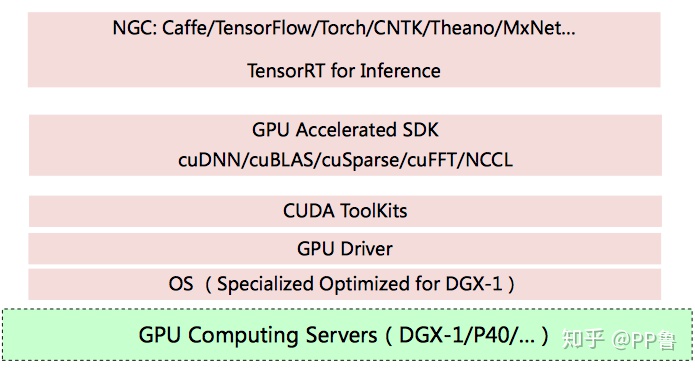 NGC: Caffe/TensorFlow/Torch/CNTK/Theano/MxNet...
TensorRT for Inference
GPU Accelerated SDK
cuDNN/cuBLAS/cuSparse/cuFFT/NCCL
CUDA ToolKits
GPU Driver
OS （Specialized Optimized for DGX-1）
GPU Computing Servers（DGX-1/P40/...）
知乎 @PP鲁